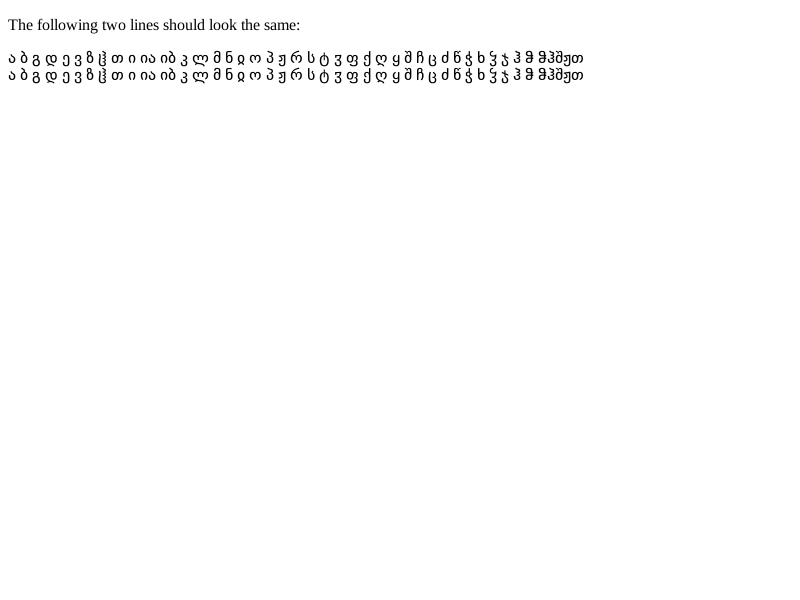 The following two lines should look the same:
ა ბ გ დ ე ვ ზ ჱ თ ი ია იბ კ ლ მ ნ ჲ ო პ ჟ რ ს ტ ჳ ფ ქ ღ ყ შ ჩ ც ძ წ ჭ ხ ჴ ჯ ჰ ჵ ჵჰშჟთ
ა ბ გ დ ე ვ ზ ჱ თ ი ია იბ კ ლ მ ნ ჲ ო პ ჟ რ ს ტ ჳ ფ ქ ღ ყ შ ჩ ც ძ წ ჭ ხ ჴ ჯ ჰ ჵ ჵჰშჟთ